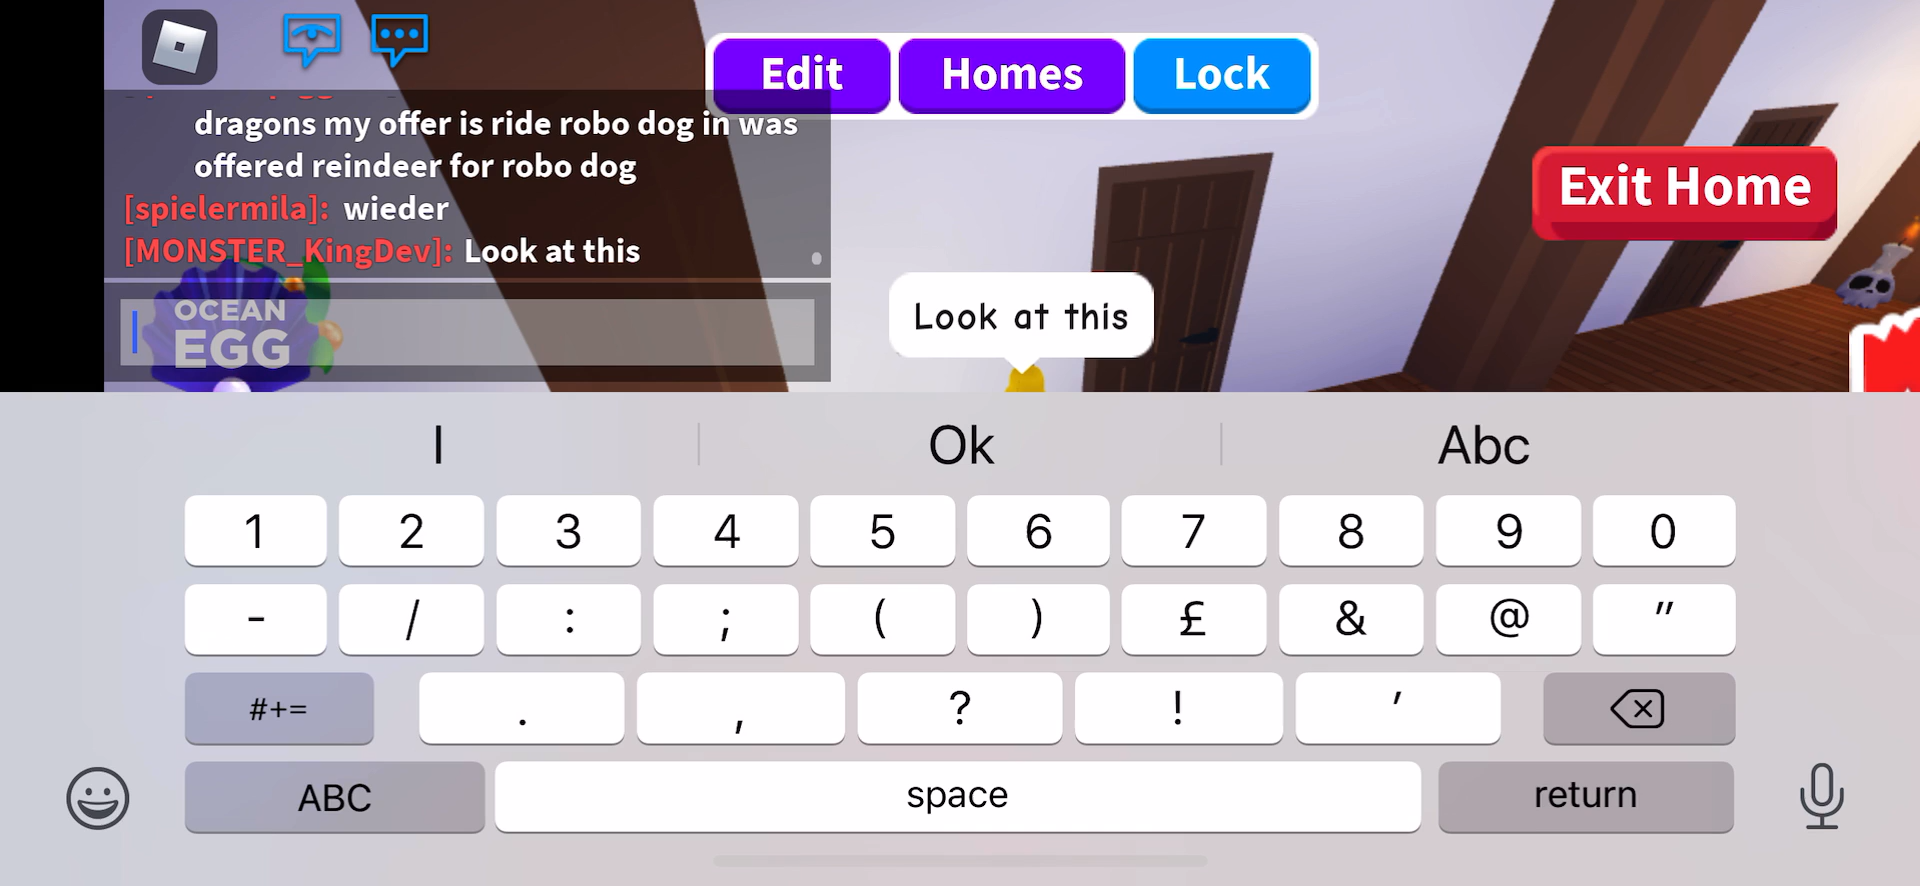 Edit Homes Lock
dragons my offer is ride robo dog in was
offered reindeer for robo dog
[spielermila]: wieder
[MONSTER_KingDev]: Look at this
Exit Home
OCEAN
EGG
Look at this
I Ok Abc
1 2 3 4 5 6 7 8 9 0
- / : ; ( ) £ & @ "
#+= . , ? ! '
ABC space return